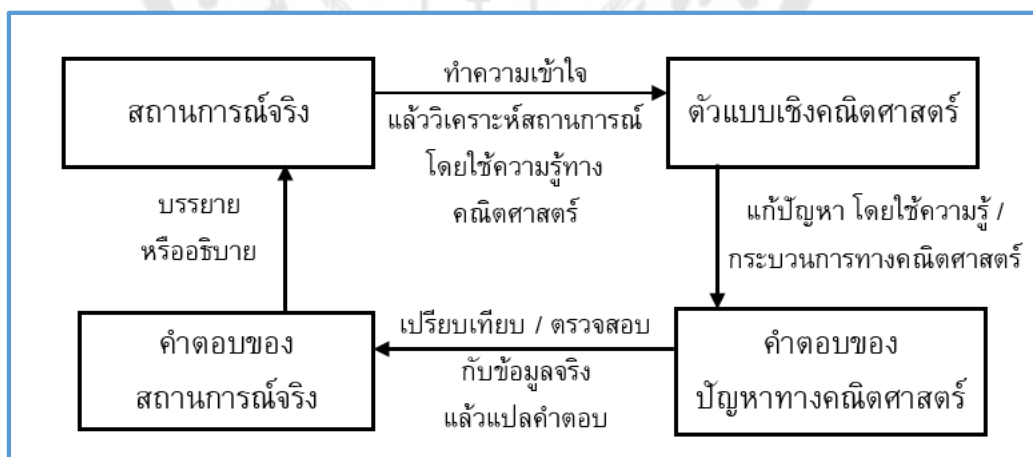 สถานการณ์จริง
ทำความเข้าใจ
แล้ววิเคราะห์สถานการณ์
โดยใช้ความรู้ทาง
คณิตศาสตร์
ตัวแบบเชิงคณิตศาสตร์
บรรยาย
หรืออธิบาย
แก้ปัญหา โดยใช้ความรู้ /
กระบวนการทางคณิตศาสตร์
คำตอบของ
สถานการณ์จริง
เปรียบเทียบ / ตรวจสอบ
กับข้อมูลจริง
แล้วแปลคำตอบ
คำตอบของ
ปัญหาทางคณิตศาสตร์